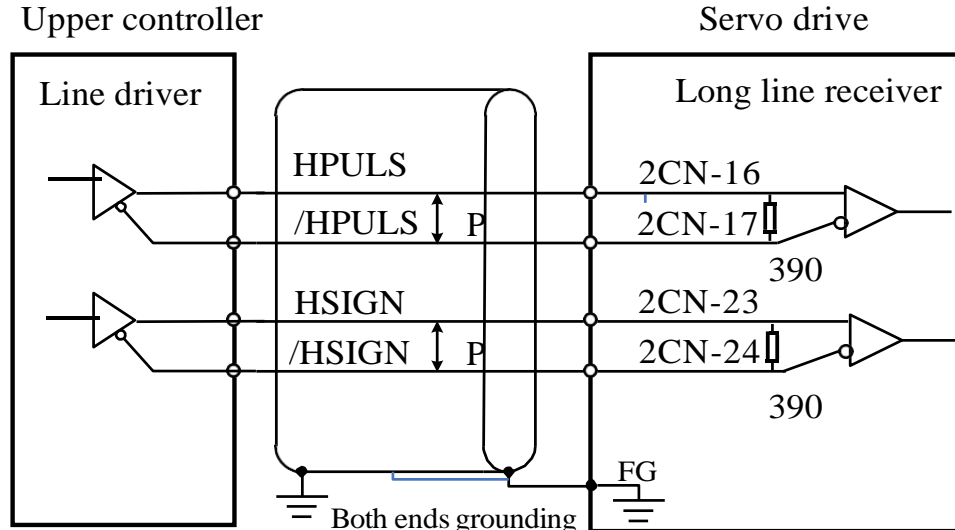 Upper controller
Servo drive
Line driver
Long line receiver
HPULS
2CN-16
/HPULS
P
2CN-17
390
HSIGN
2CN-23
/HSIGN
P
2CN-24
390
FG
Both ends grounding